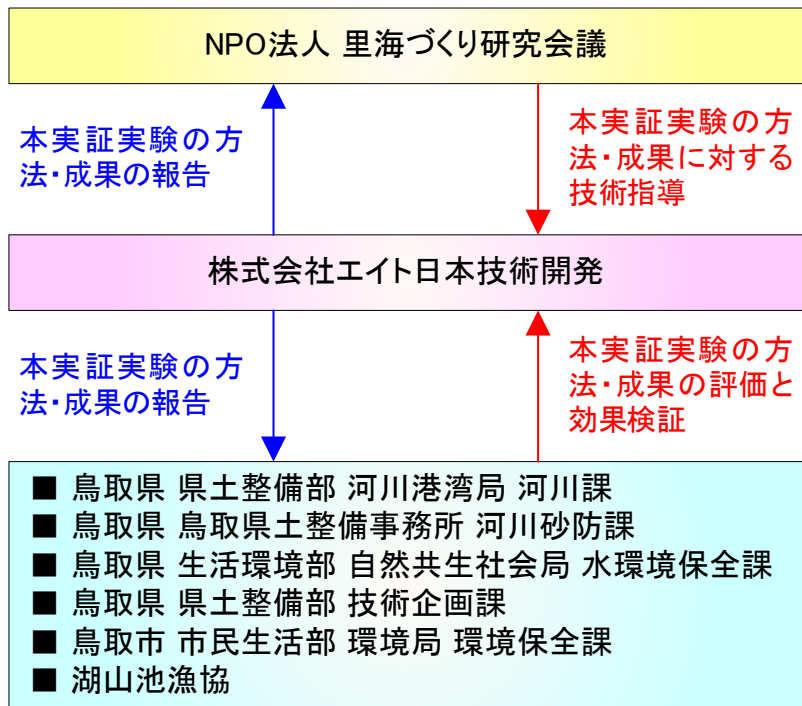 NPO法人 里海づくり研究会議
本実証実験の方
法・成果の報告
本実証実験の方
法・成果に対する
技術指導
株式会社エイト日本技術開発
本実証実験の方
法・成果の報告
本実証実験の方
法・成果の評価と
効果検証
■ 鳥取県 県土整備部 河川港湾局 河川課
■ 鳥取県 鳥取県土整備事務所 河川砂防課
■ 鳥取県 生活環境部 自然共生社会局 水環境保全課
■ 鳥取県 県土整備部 技術企画課
■ 鳥取市 市民生活部 環境局 環境保全課
■ 湖山池漁協